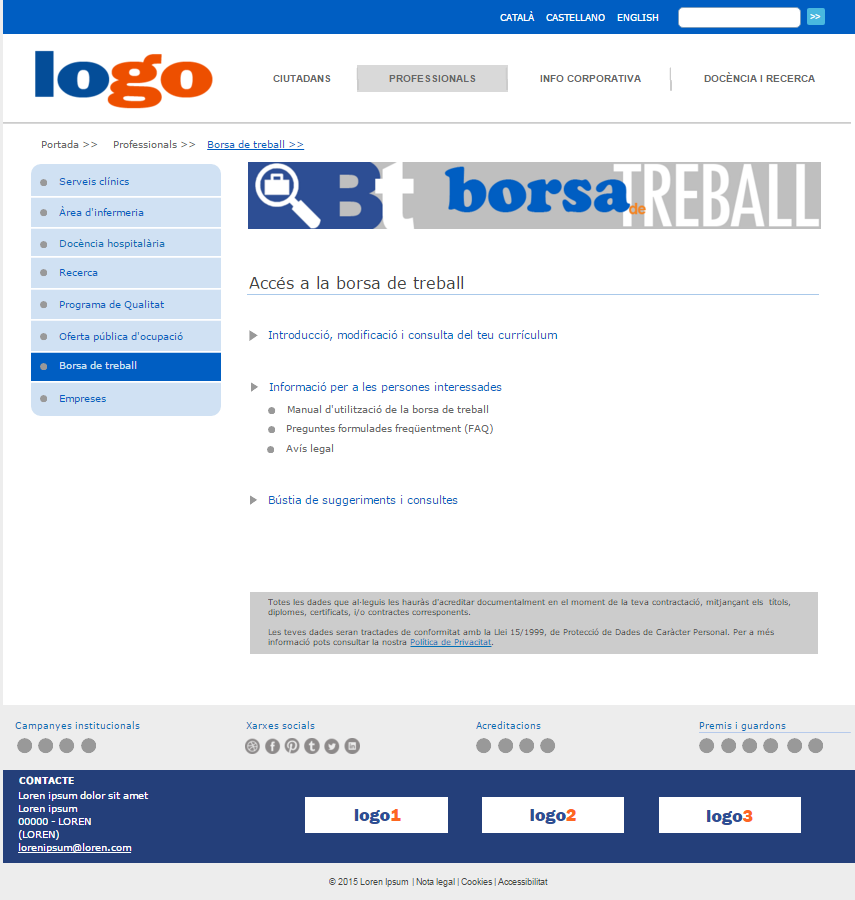 CATALÀ CASTELLANO ENGLISH >>
logo
CIUTADANS PROFESSIONALS INFO CORPORATIVA DOCÈNCIA I RECERCA
Portada >> Professionals >> Borsa de treball >>
Serveis clínics
Àrea d'infermeria
Docència hospitalària
Recerca
Programa de Qualitat
Oferta pública d'ocupació
Borsa de treball
Empreses
Bt borsa de TREBALL
Accés a la borsa de treball
Introducció, modificació i consulta del teu currículum
Informació per a les persones interessades
Manual d'utilització de la borsa de treball
Preguntes formulades freqüentment (FAQ)
Avís legal
Bústia de suggeriments i consultes
Totes les dades que al·leguis les hauràs d'acreditar documentalment en el moment de la teva contractació, mitjançant els títols,
diplomes, certificats, i/o contractes corresponents.
Les teves dades seran tractades de conformitat amb la Llei 15/1999, de Protecció de Dades de Caràcter Personal. Per a més
informació pots consultar la nostra Política de Privacitat.
Campanyes institucionals Xarxes socials Acreditacions Premis i guardons
CONTACTE
Loren ipsum dolor sit amet
Loren ipsum
00000 - LOREN
(LOREN)
lorenipsum@loren.com
logo1 logo2 logo3
© 2015 Loren Ipsum | Nota legal | Cookies | Accessibilitat